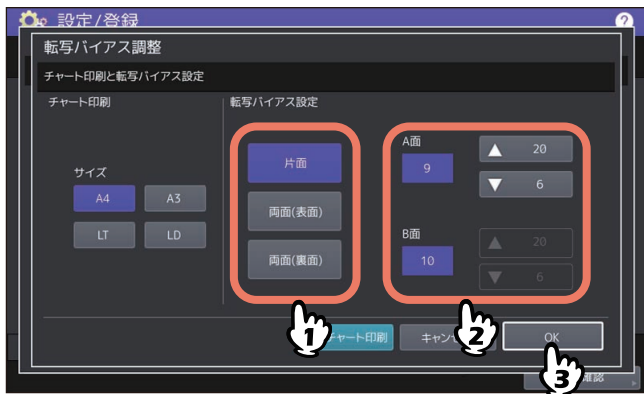 設定/登録
?
転写バイアス調整
チャート印刷と転写バイアス設定
チャート印刷
転写バイアス設定
サイズ
A4 A3
LT LD
片面
両面(表面)
両面(裏面)
A面
9
20
6
B面
10
20
6
チャート印刷
キャン
OK
確認
1
2
3